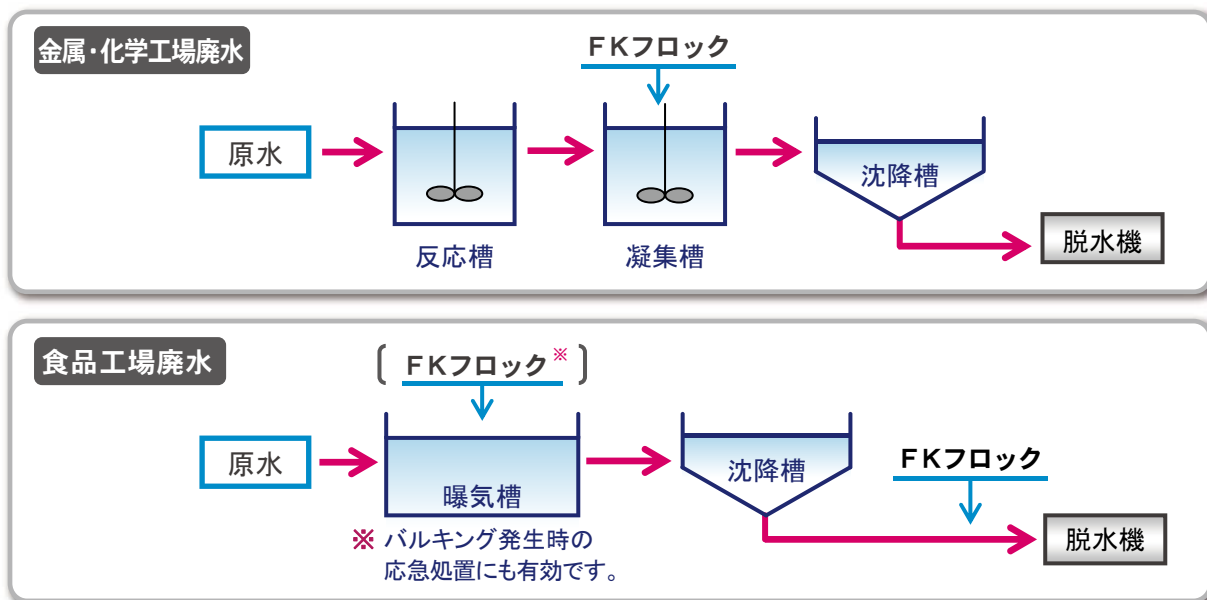 金属・化学工場廃水
FKフロック
原水
沈降槽
反応槽
凝集槽
脱水機
食品工場廃水
FKフロック※
原水
曝気槽
沈降槽
FKフロック
脱水機
※ バルキング発生時の
応急処置にも有効です。